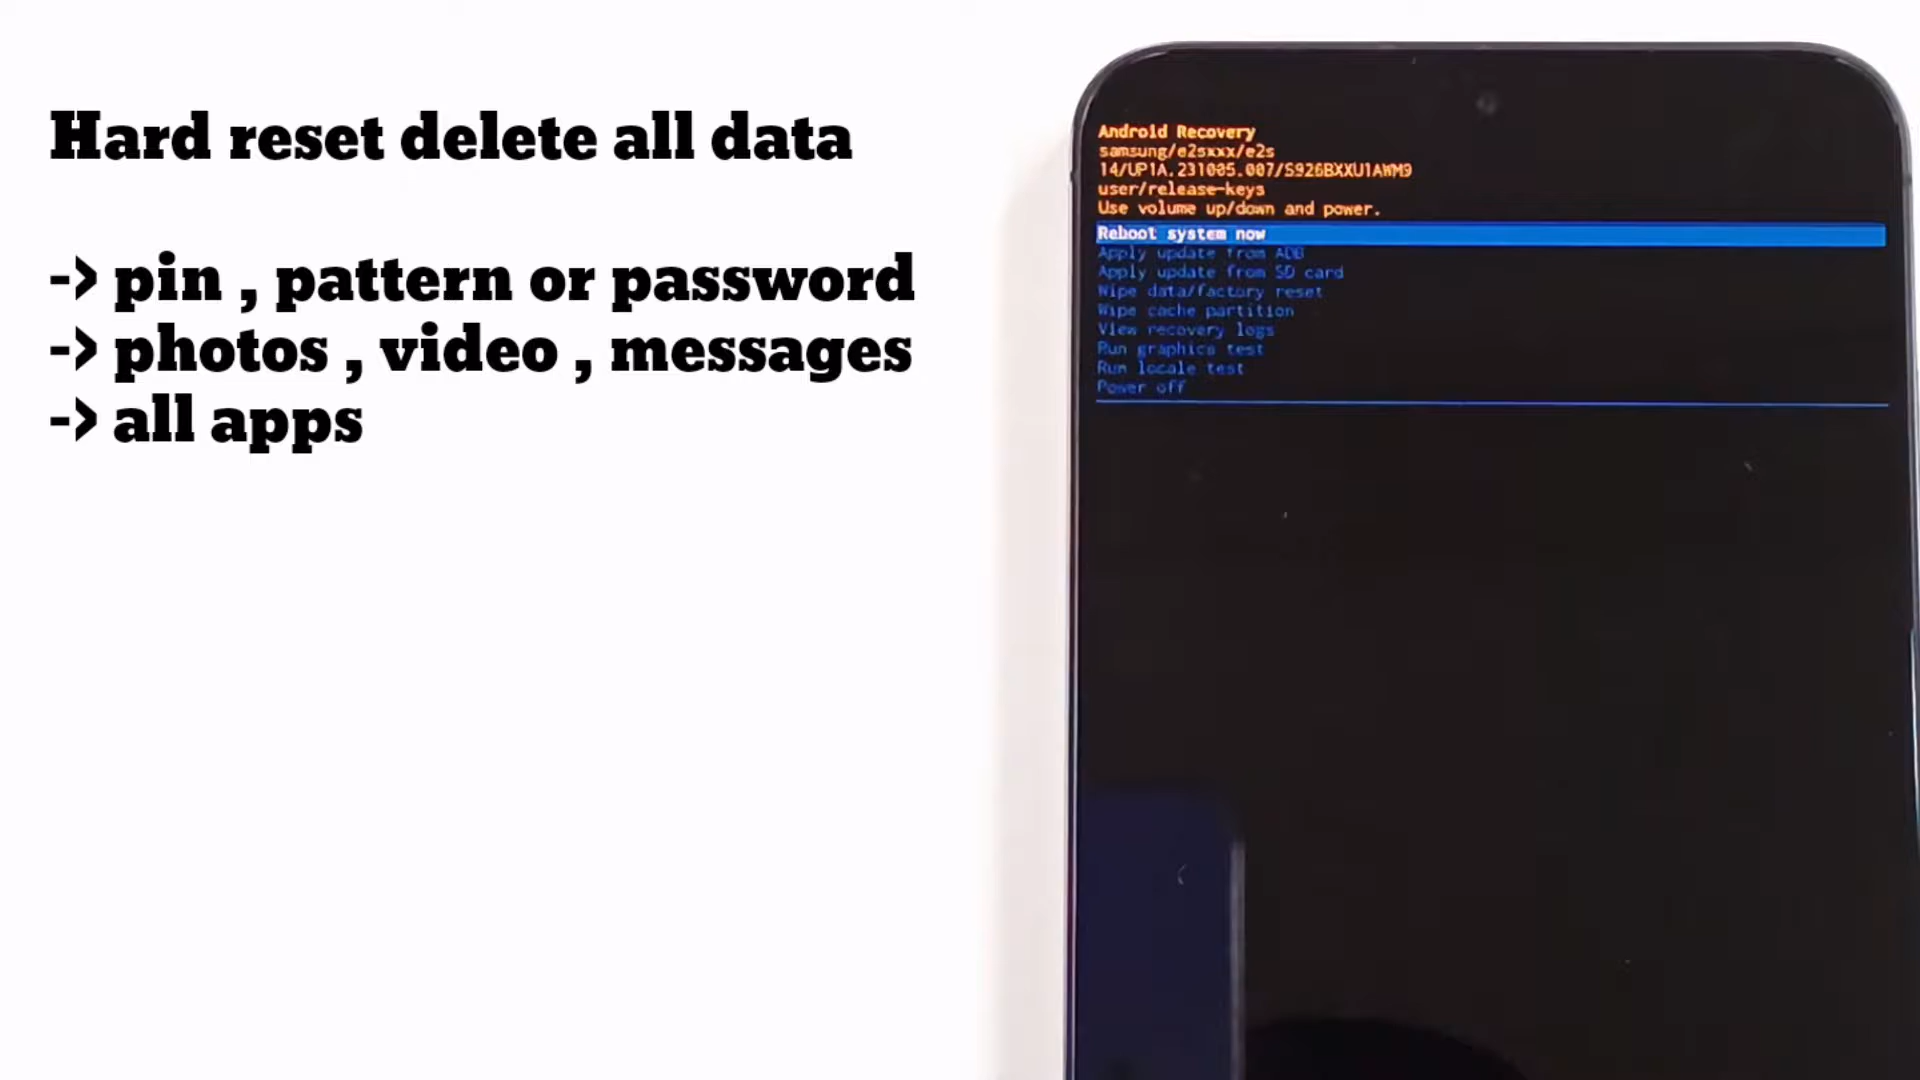 Hard reset delete all data
-> pin , pattern or password
-> photos , video , messages
-> all apps
Android Recovery
samsung/e2sxxx/e2s
14/UP1A.231005.007/S926BXXU1AWM9
user/release-keys
Use volume up/down and power.
Reboot system now
Apply update from ADB
Apply update from SD card
Wipe data/factory reset
Wipe cache partition
View recovery logs
Run graphics test
Run locale test
Power off